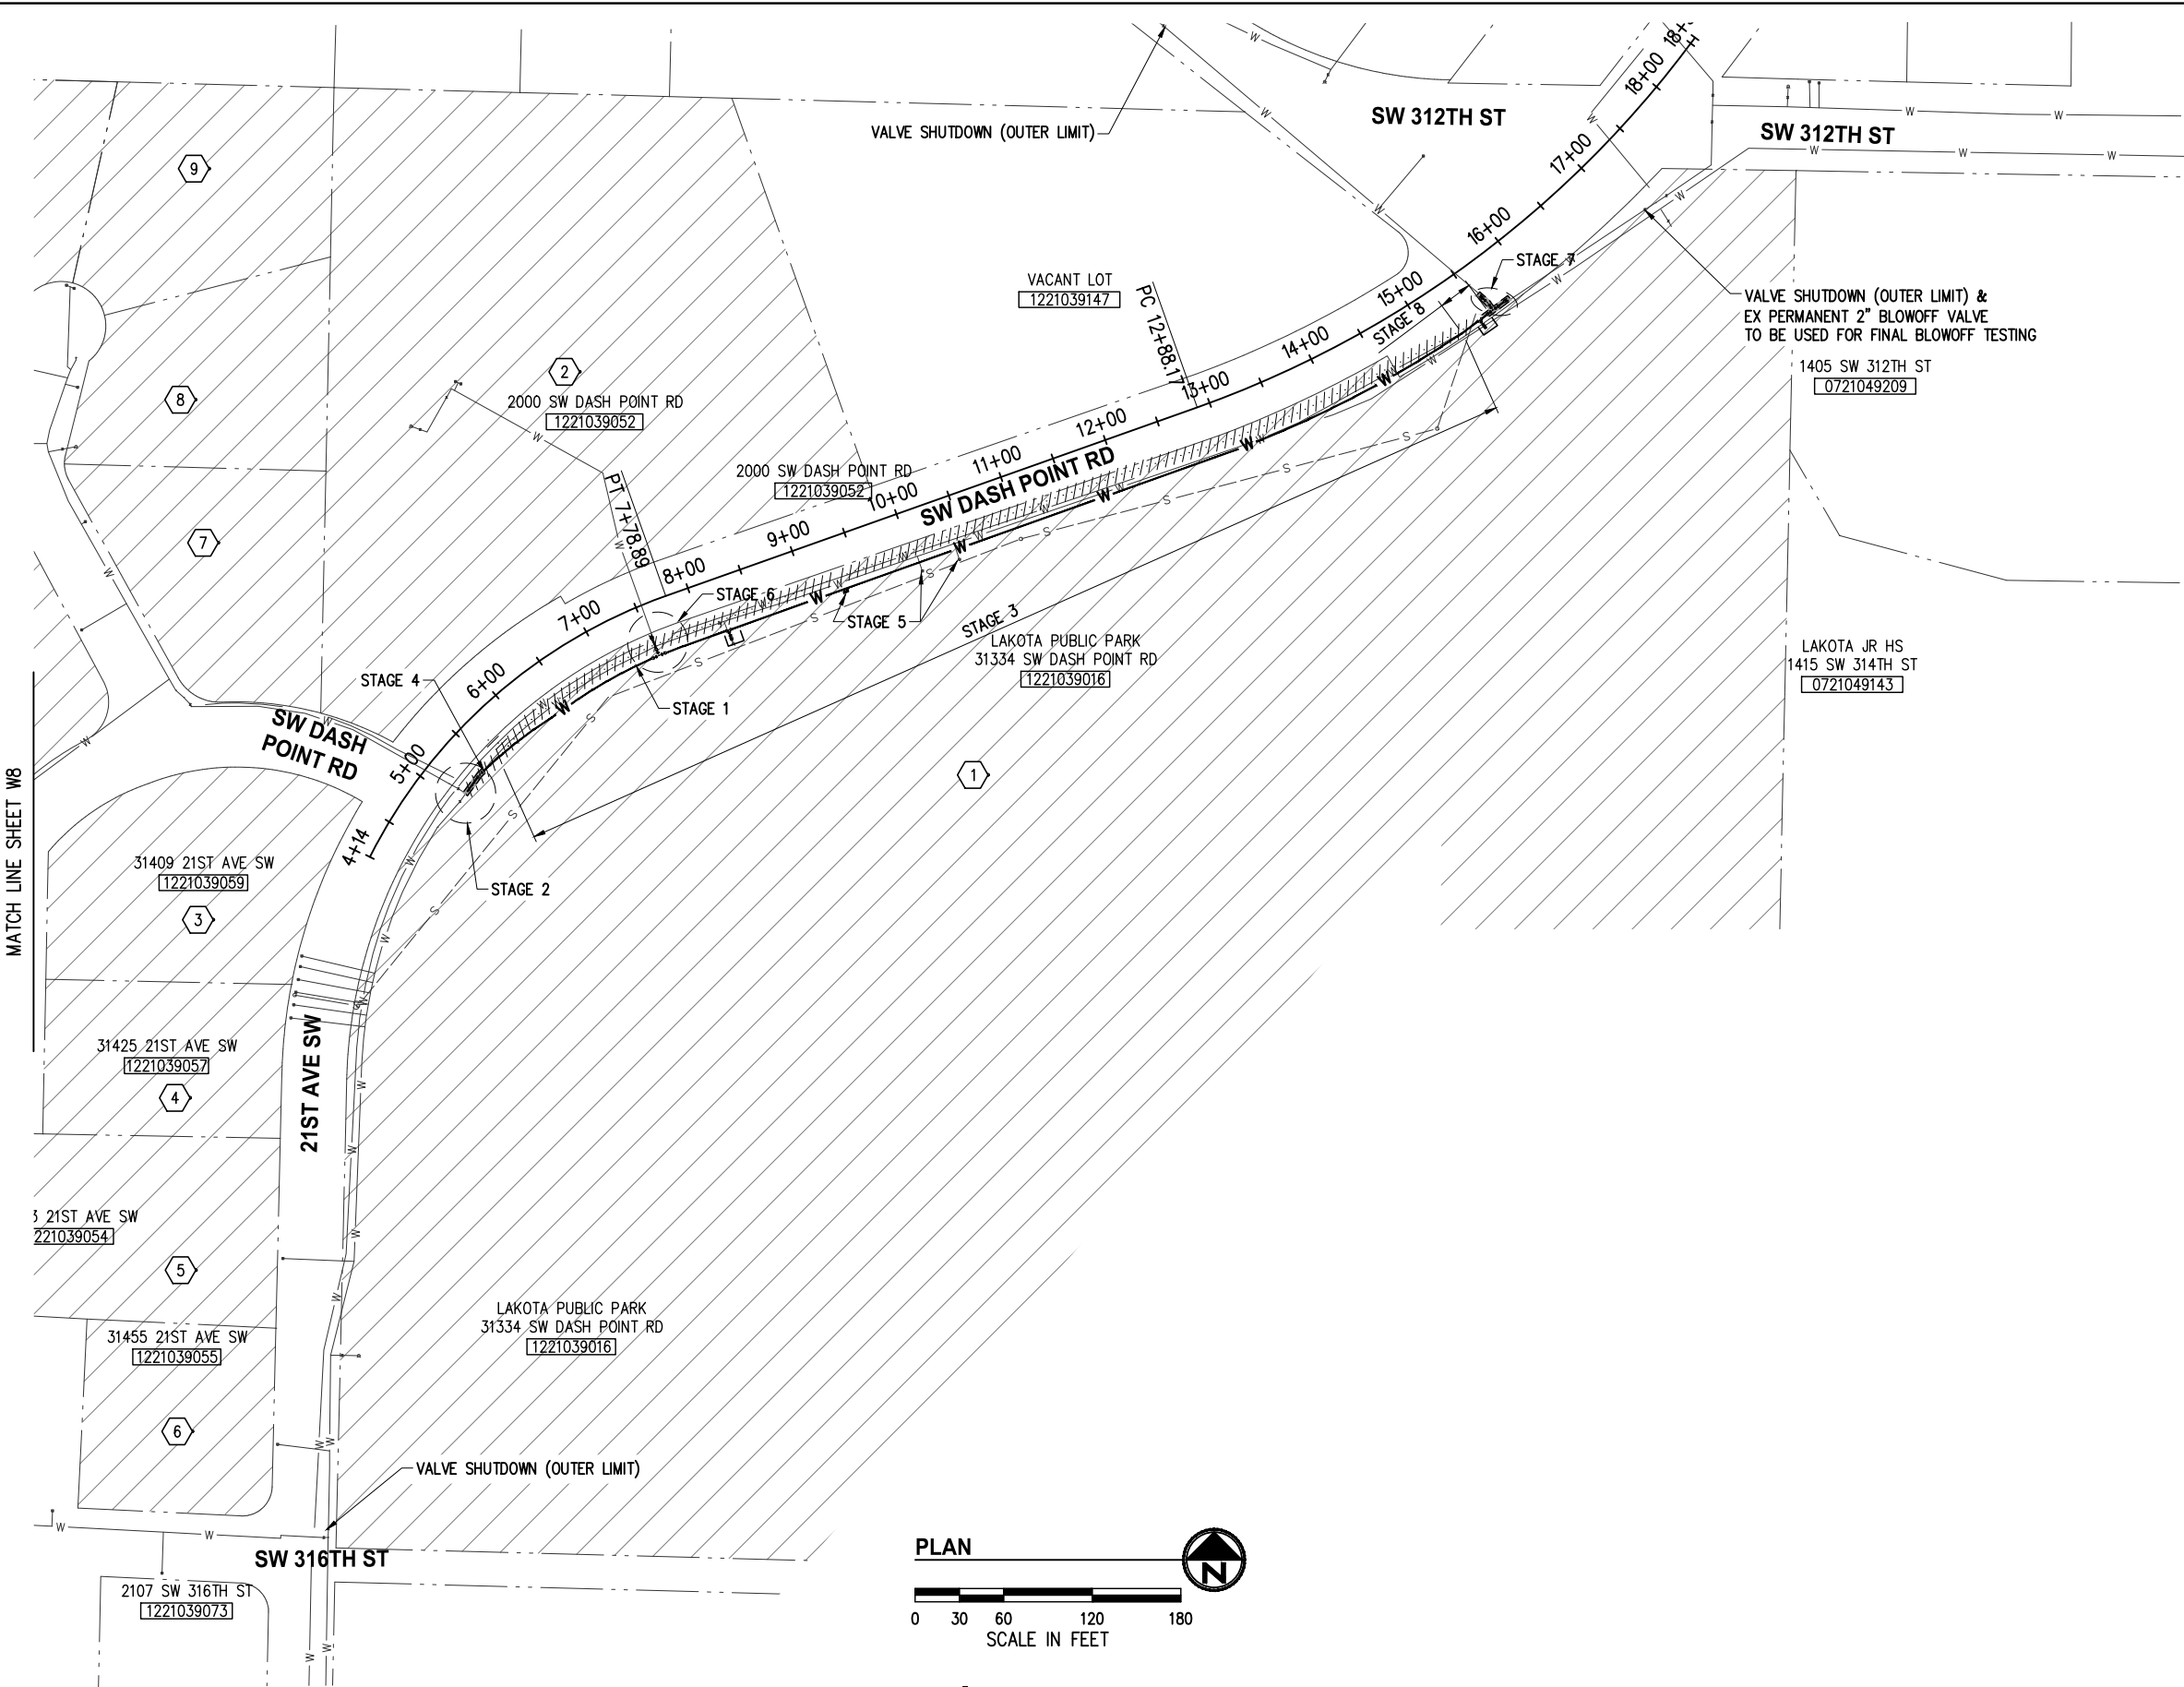 18+00
SW 312TH ST
SW 312TH ST
VALVE SHUTDOWN (OUTER LIMIT)
17+00
9
16+00
STAGE 7
VACANT LOT
1221039147
PC 12+88.17
15+00
STAGE 8
VALVE SHUTDOWN (OUTER LIMIT) &
EX PERMANENT 2" BLOWOFF VALVE
TO BE USED FOR FINAL BLOWOFF TESTING
14+00
1405 SW 312TH ST
0721049209
2
8
2000 SW DASH POINT RD
1221039052
13+00
12+00
11+00
2000 SW DASH POINT RD
1221039052
10+00
SW DASH POINT RD
PT 7+78.89
9+00
7
8+00
STAGE 6
7+00
STAGE 5
STAGE 3
LAKOTA PUBLIC PARK
31334 SW DASH POINT RD
1221039016
LAKOTA JR HS
1415 SW 314TH ST
0721049143
STAGE 4
6+00
STAGE 1
SW DASH
POINT RD
5+00
1
MATCH LINE SHEET W8
4+14
31409 21ST AVE SW
1221039059
STAGE 2
3
31425 21ST AVE SW
1221039057
21ST AVE SW
4
3 21ST AVE SW
221039054
5
LAKOTA PUBLIC PARK
31334 SW DASH POINT RD
1221039016
31455 21ST AVE SW
1221039055
6
VALVE SHUTDOWN (OUTER LIMIT)
SW 316TH ST
PLAN
N
2107 SW 316TH ST
1221039073
0 30 60 120 180
SCALE IN FEET